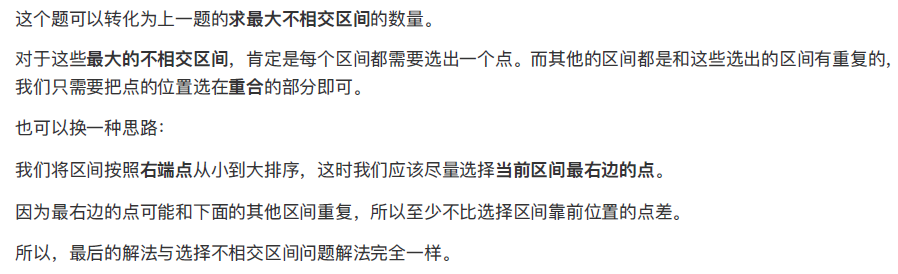 这个题可以转化为上一题的求最大不相交区间的数量。
对于这些最大的不相交区间，肯定是每个区间都需要选出一个点。而其他的区间都是和这些选出的区间有重复的，
我们只需要把点的位置选在重合的部分即可。
也可以换一种思路：
我们将区间按照右端点从小到大排序，这时我们应该尽量选择当前区间最右边的点。
因为最右边的点可能和下面的其他区间重复，所以至少不比选择区间靠前位置的点差。
所以，最后的解法与选择不相交区间问题解法完全一样。